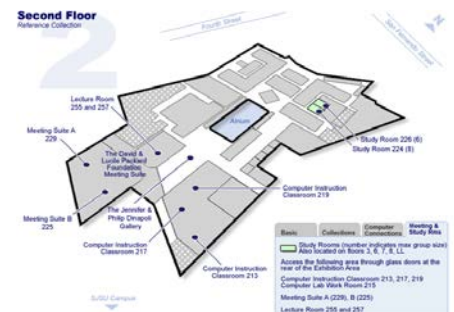 Second Floor
Reference Collection
2
Fourth Street
San Fernando Street
N
Lecture Room
255 and 257
Atrium
Meeting Suite A
229
The David &
Lucile Packard
Foundation
Meeting Suite
Study Room 226 (6)
Study Room 224 (8)
Computer Instruction
Classroom 219
Meeting Suite B
225
The Jennifer &
Philip Dinapoli
Gallery
Computer Instruction
Classroom 217
Computer Instruction
Classroom 213
SJSU Campus
Basic
Collections
Computer
Connections
Meeting &
Study Rms
Study Rooms (number indicates max group size)
Also located on floors 3, 6, 7, 8, LL
Access the following area through glass doors at the
rear of the Exhibition Area
Computer Instruction Classroom 213, 217, 219
Computer Lab Work Room 215
Meeting Suite A (229), B (225)
Lecture Room 255 and 257